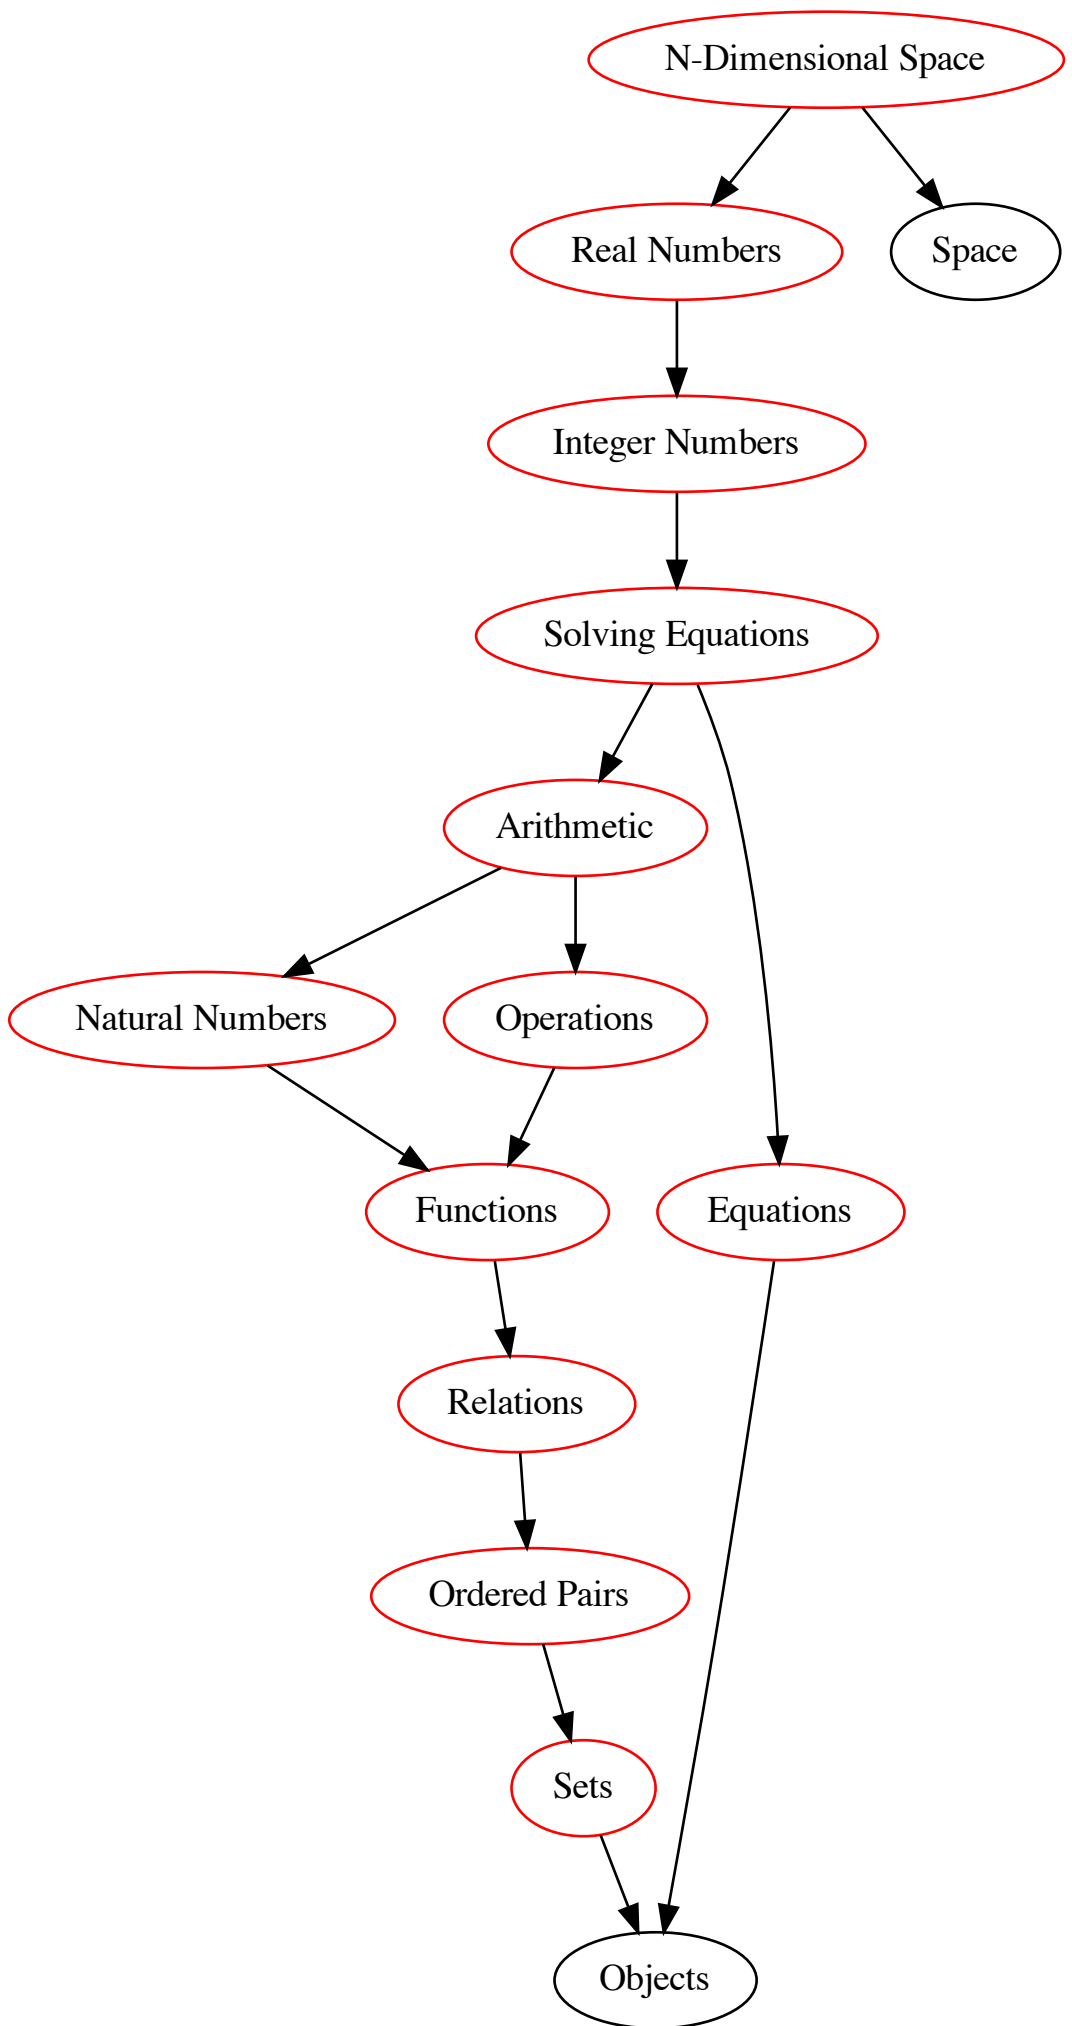 N-Dimensional Space
Real Numbers
Space
Integer Numbers
Solving Equations
Arithmetic
Natural Numbers
Operations
Functions
Equations
Relations
Ordered Pairs
Sets
Objects